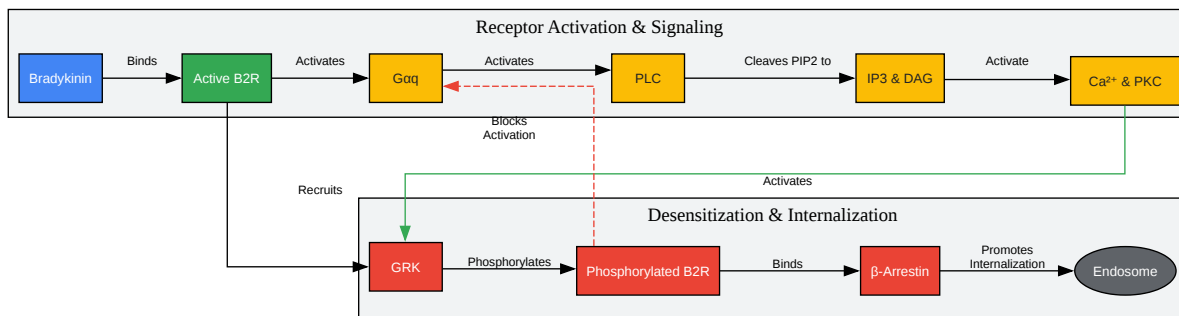 Receptor Activation & Signaling
Bradykinin
Binds
Active B2R
Activates
Gαq
Activates
PLC
Cleaves PIP2 to
IP3 & DAG
Activate
Ca²⁺ & PKC
Blocks
Activation
Recruits
Activates
Desensitization & Internalization
GRK
Phosphorylates
Phosphorylated B2R
Binds
β-Arrestin
Promotes
Internalization
Endosome